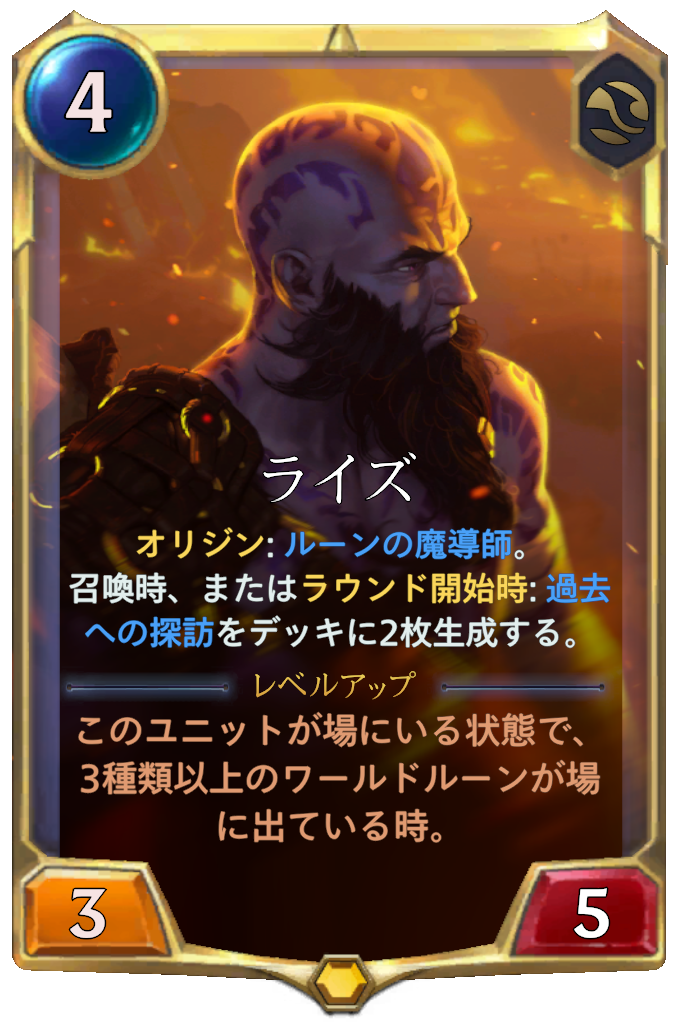 4
ライズ
オリジン: ルーンの魔導師。
召喚時、またはラウンド開始時: 過去
への探訪をデッキに2枚生成する。
レベルアップ
このユニットが場にいる状態で、
3種類以上のワールドルーンが場
に出ている時。
3
5